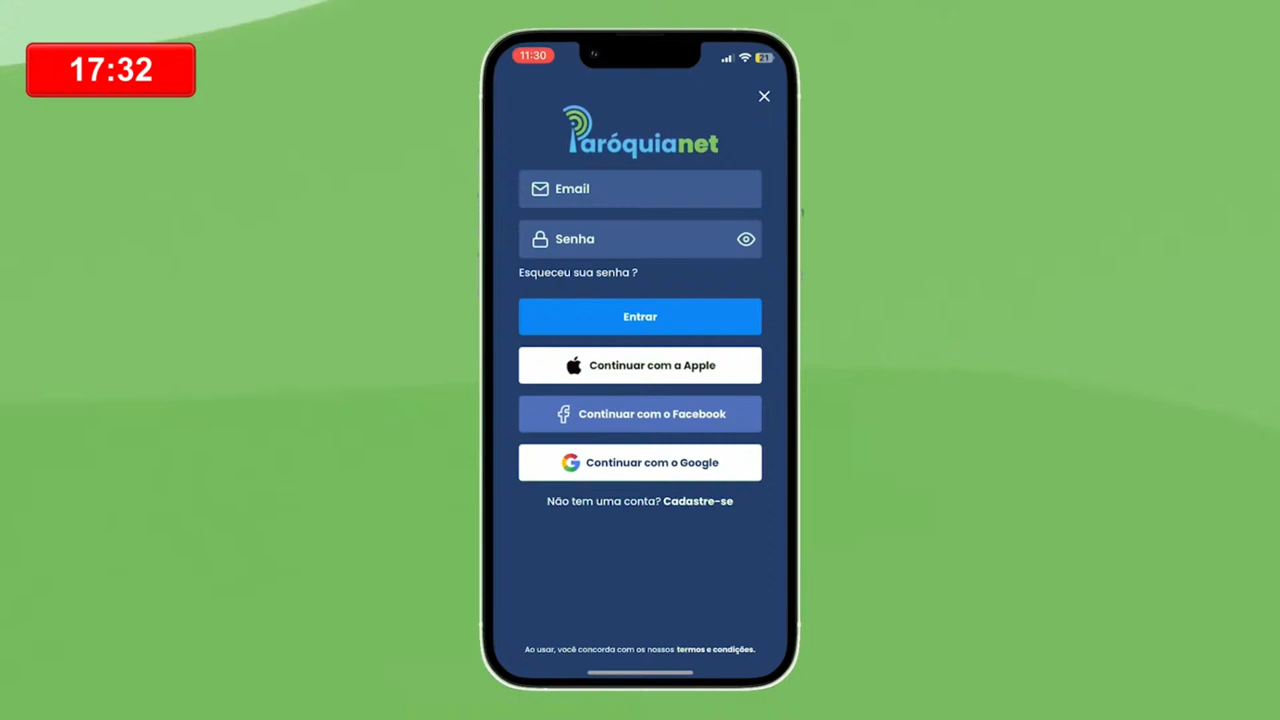 17:32
11:30
21
Paróquianet
Email
Senha
Esqueceu sua senha ?
Entrar
Continuar com a Apple
Continuar com o Facebook
Continuar com o Google
Não tem uma conta? Cadastre-se
Ao usar, você concorda com os nossos termos e condições.